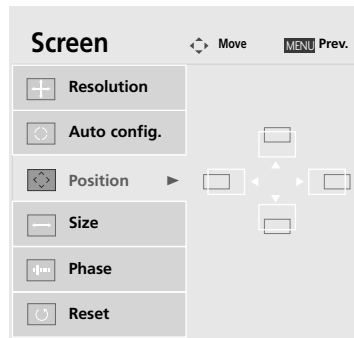 Screen Move MENU Prev.
Resolution
Auto config.
Position
Size
Phase
Reset